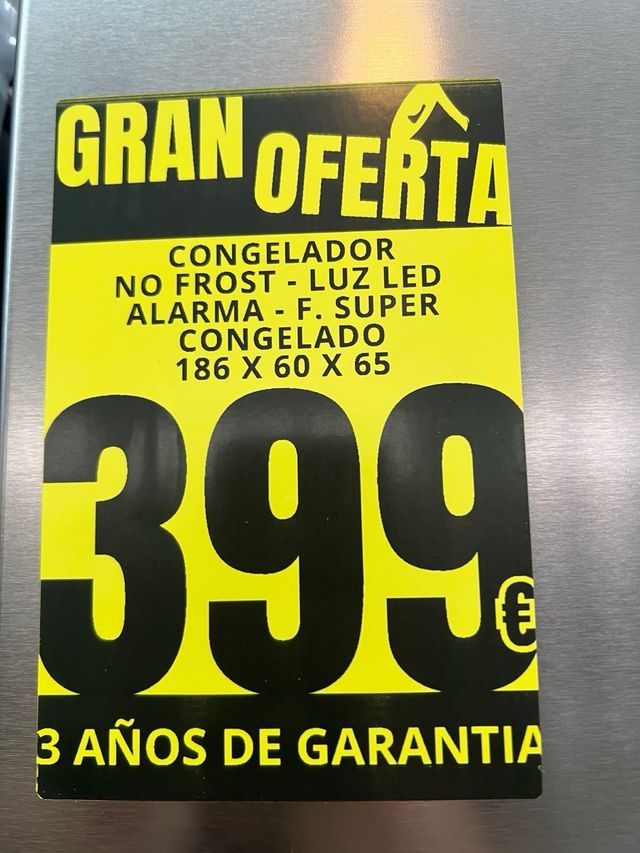 GRAN OFERTA
CONGELADOR
NO FROST - LUZ LED
ALARMA - F. SUPER
CONGELADO
186 X 60 X 65
399€
3 AÑOS DE GARANTIA